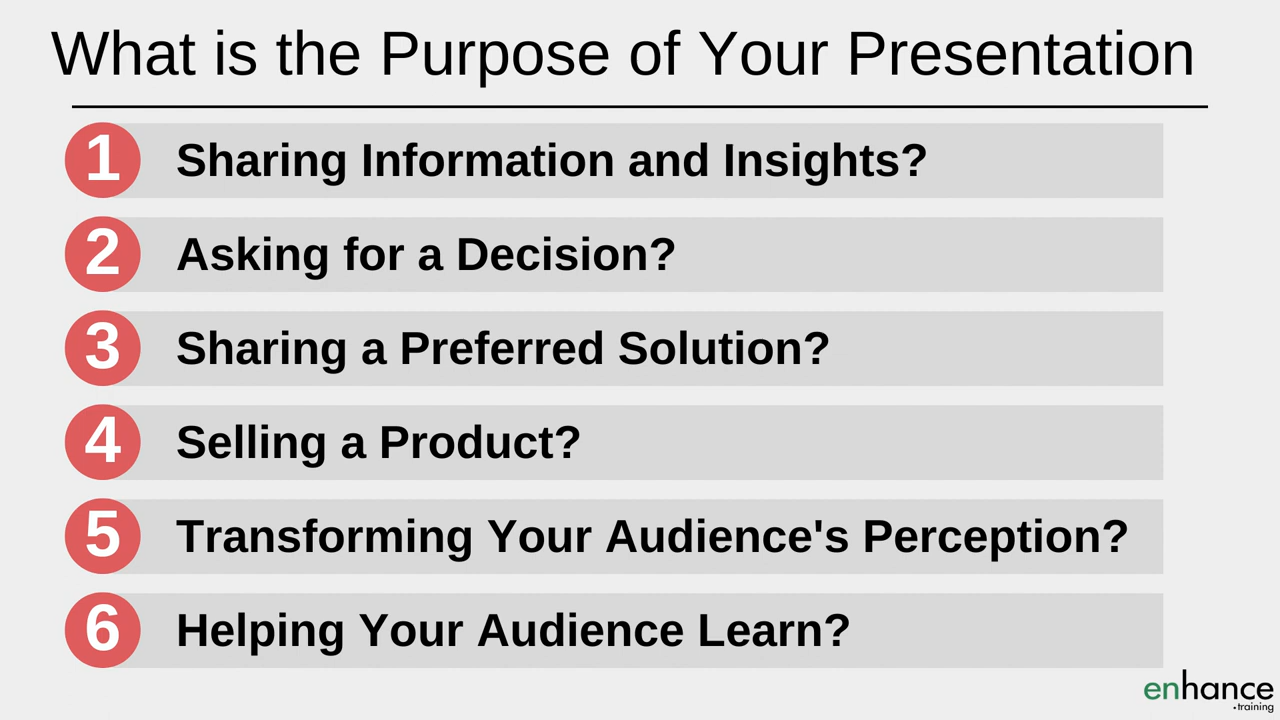 What is the Purpose of Your Presentation
1 Sharing Information and Insights?
2 Asking for a Decision?
3 Sharing a Preferred Solution?
4 Selling a Product?
5 Transforming Your Audience's Perception?
6 Helping Your Audience Learn?
enhance
•training